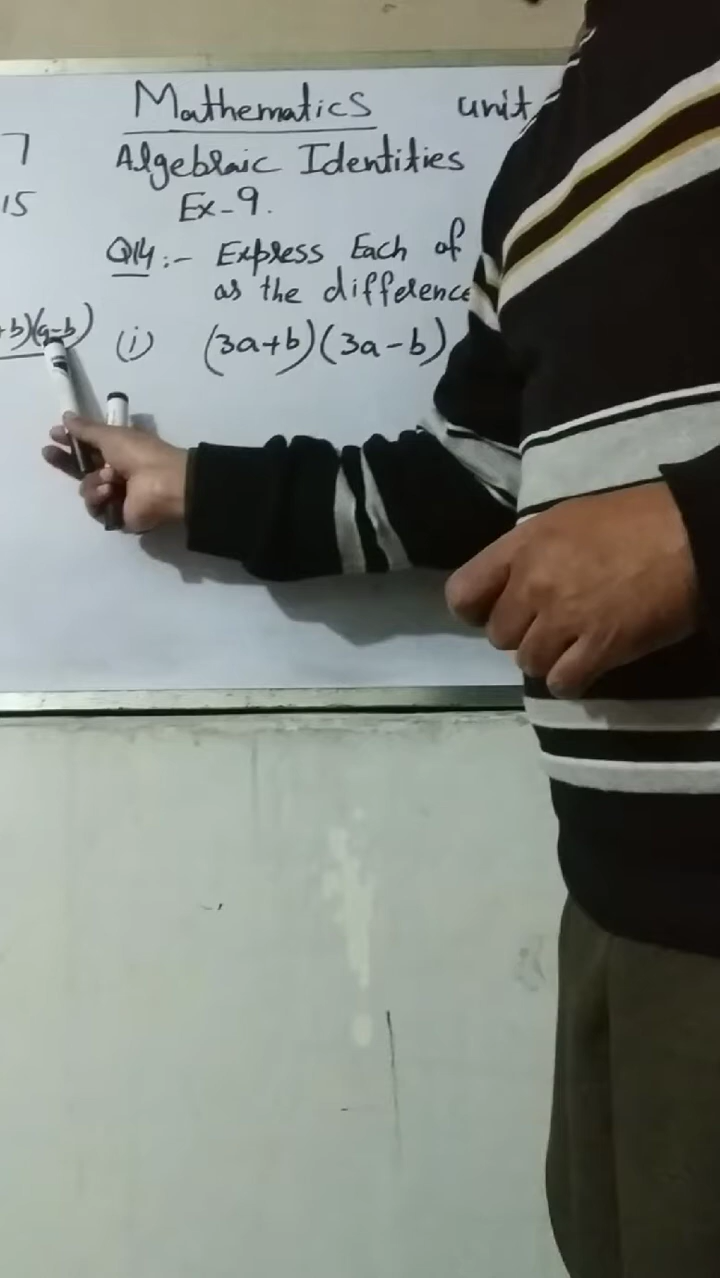 Mathematics unit
7 Algebraic Identities
15 Ex-9.
Q14:- Express Each of
as the difference
+b)(a-b) (i) (3a+b)(3a-b)